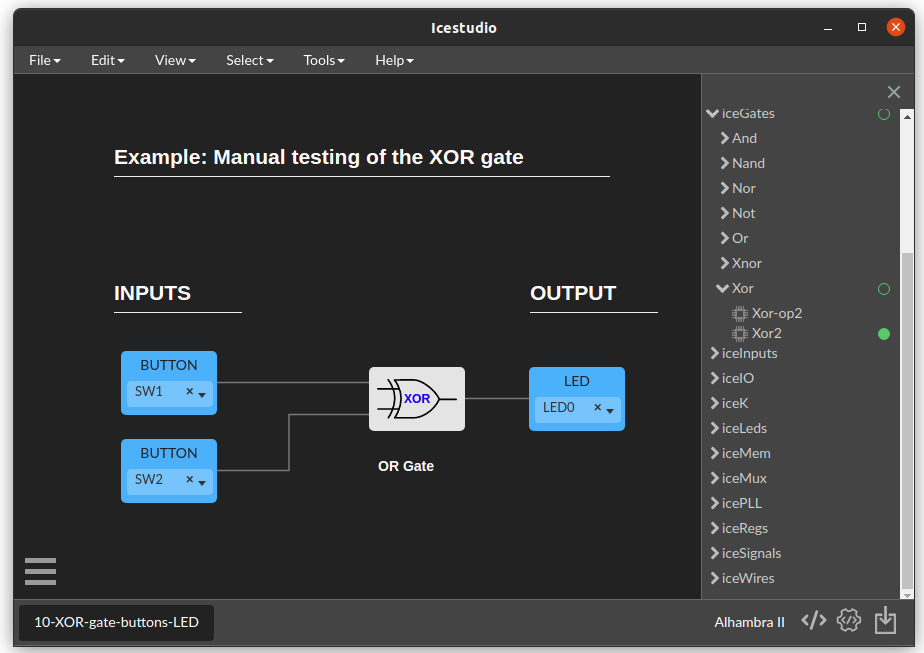 Icestudio
File Edit View Select Tools Help
Example: Manual testing of the XOR gate
INPUTS
OUTPUT
BUTTON
SW1 ×
BUTTON
SW2 ×
XOR
OR Gate
LED
LED0 ×
iceGates
And
Nand
Nor
Not
Or
Xnor
Xor
Xor-op2
Xor2
iceInputs
iceIO
iceK
iceLeds
iceMem
iceMux
icePLL
iceRegs
iceSignals
iceWires
10-XOR-gate-buttons-LED
Alhambra II